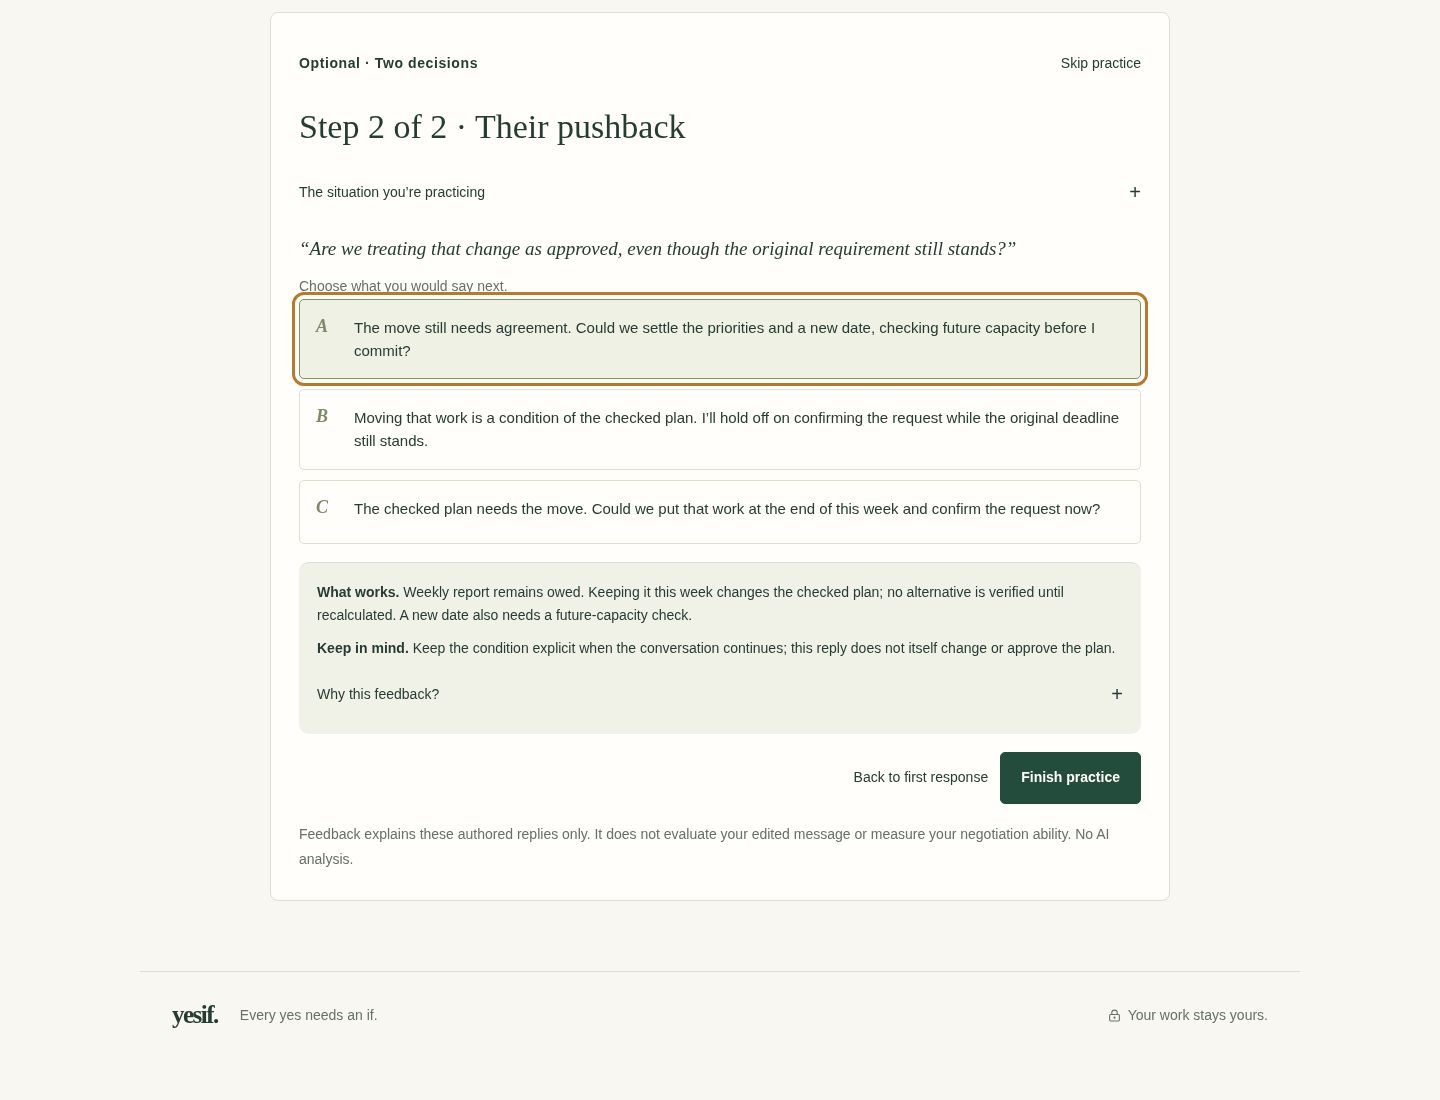 Optional · Two decisions
Skip practice
Step 2 of 2 · Their pushback
The situation you’re practicing
+
“Are we treating that change as approved, even though the original requirement still stands?”
Choose what you would say next.
A
The move still needs agreement. Could we settle the priorities and a new date, checking future capacity before I
commit?
B
Moving that work is a condition of the checked plan. I’ll hold off on confirming the request while the original deadline
still stands.
C
The checked plan needs the move. Could we put that work at the end of this week and confirm the request now?
What works. Weekly report remains owed. Keeping it this week changes the checked plan; no alternative is verified until
recalculated. A new date also needs a future-capacity check.
Keep in mind. Keep the condition explicit when the conversation continues; this reply does not itself change or approve the plan.
Why this feedback?
+
Back to first response
Finish practice
Feedback explains these authored replies only. It does not evaluate your edited message or measure your negotiation ability. No AI
analysis.
yesif.
Every yes needs an if.
Your work stays yours.